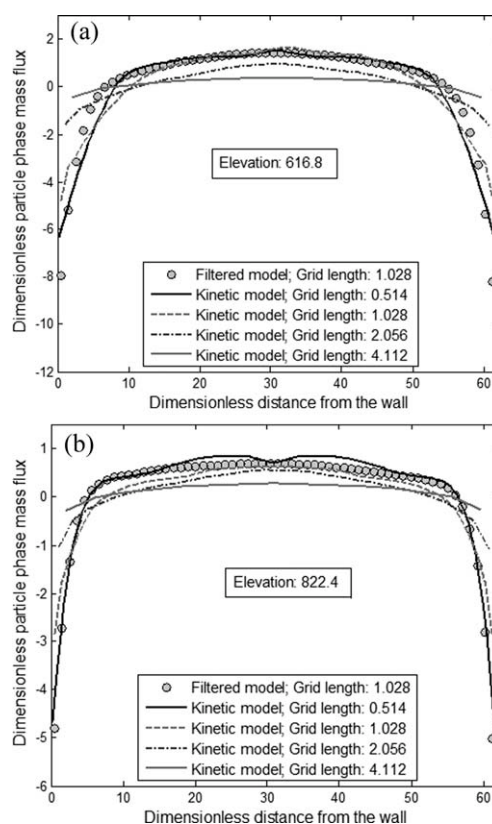 (a)
2
0
-2
-4
-6
-8
-10
-12
Dimensionless particle phase mass flux
Elevation: 616.8
Filtered model; Grid length: 1.028
Kinetic model; Grid length: 0.514
Kinetic model; Grid length: 1.028
Kinetic model; Grid length: 2.056
Kinetic model; Grid length: 4.112
0 10 20 30 40 50 60
Dimensionless distance from the wall
(b)
1
0
-1
-2
-3
-4
-5
-6
Dimensionless particle phase mass flux
Elevation: 822.4
Filtered model; Grid length: 1.028
Kinetic model; Grid length: 0.514
Kinetic model; Grid length: 1.028
Kinetic model; Grid length: 2.056
Kinetic model; Grid length: 4.112
0 10 20 30 40 50 60
Dimensionless distance from the wall